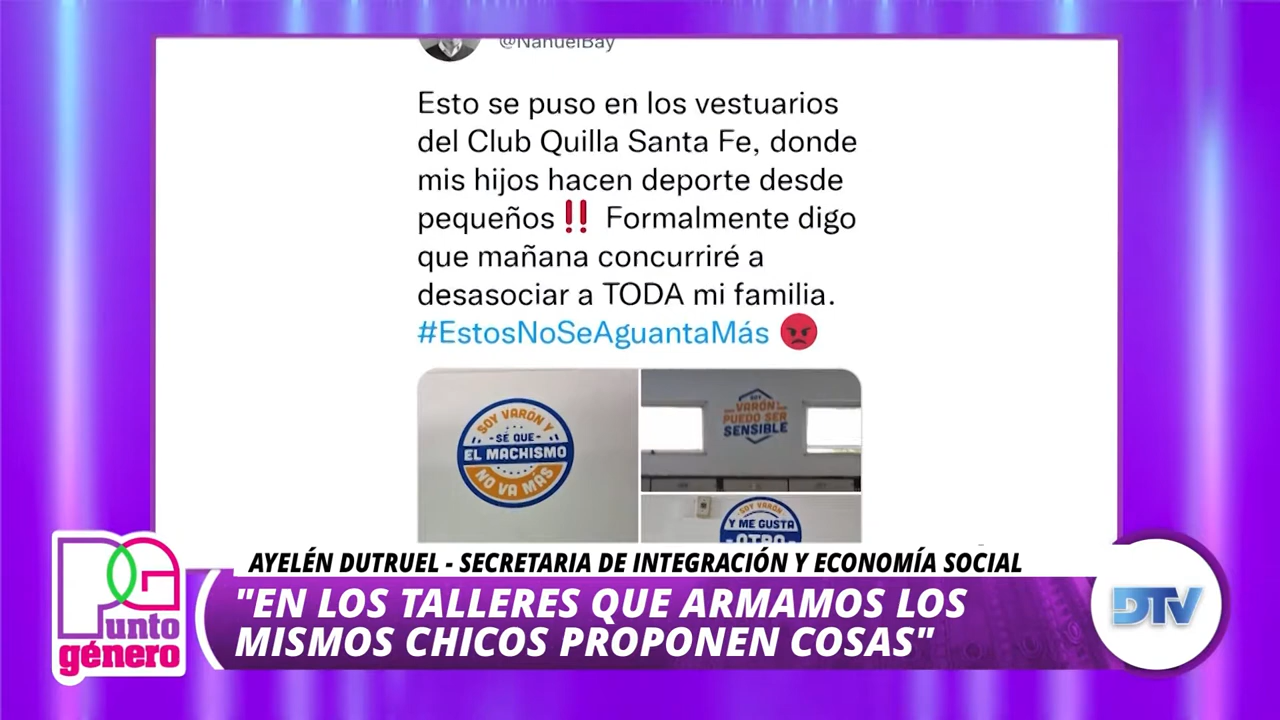 @NahuelBay
Esto se puso en los vestuarios
del Club Quilla Santa Fe, donde
mis hijos hacen deporte desde
pequeños‼️ Formalmente digo
que mañana concurriré a
desasociar a TODA mi familia.
#EstosNoSeAguantaMás 😡
SOY VARÓN Y
SÉ QUE
EL MACHISMO
NO VA MÁS
SOY
VARÓN
PUEDO SER
SENSIBLE
SOY VARÓN
Y ME GUSTA
OTRO
AYELÉN DUTRUEL - SECRETARIA DE INTEGRACIÓN Y ECONOMÍA SOCIAL
"EN LOS TALLERES QUE ARMAMOS LOS
MISMOS CHICOS PROPONEN COSAS"
PG
Punto
género
DTV